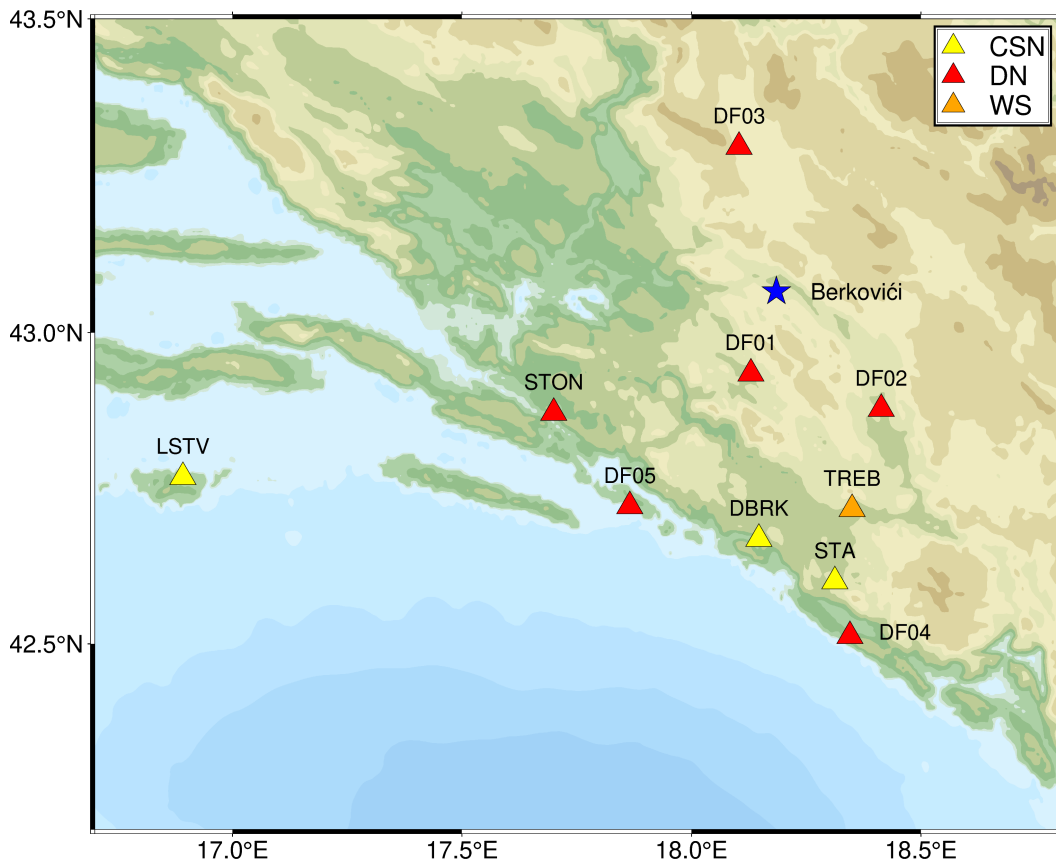 43.5°N
CSN
DN
WS
DF03
Berkovići
43.0°N
DF01
DF02
STON
LSTV
DF05
TREB
DBRK
STA
DF04
42.5°N
17.0°E
17.5°E
18.0°E
18.5°E